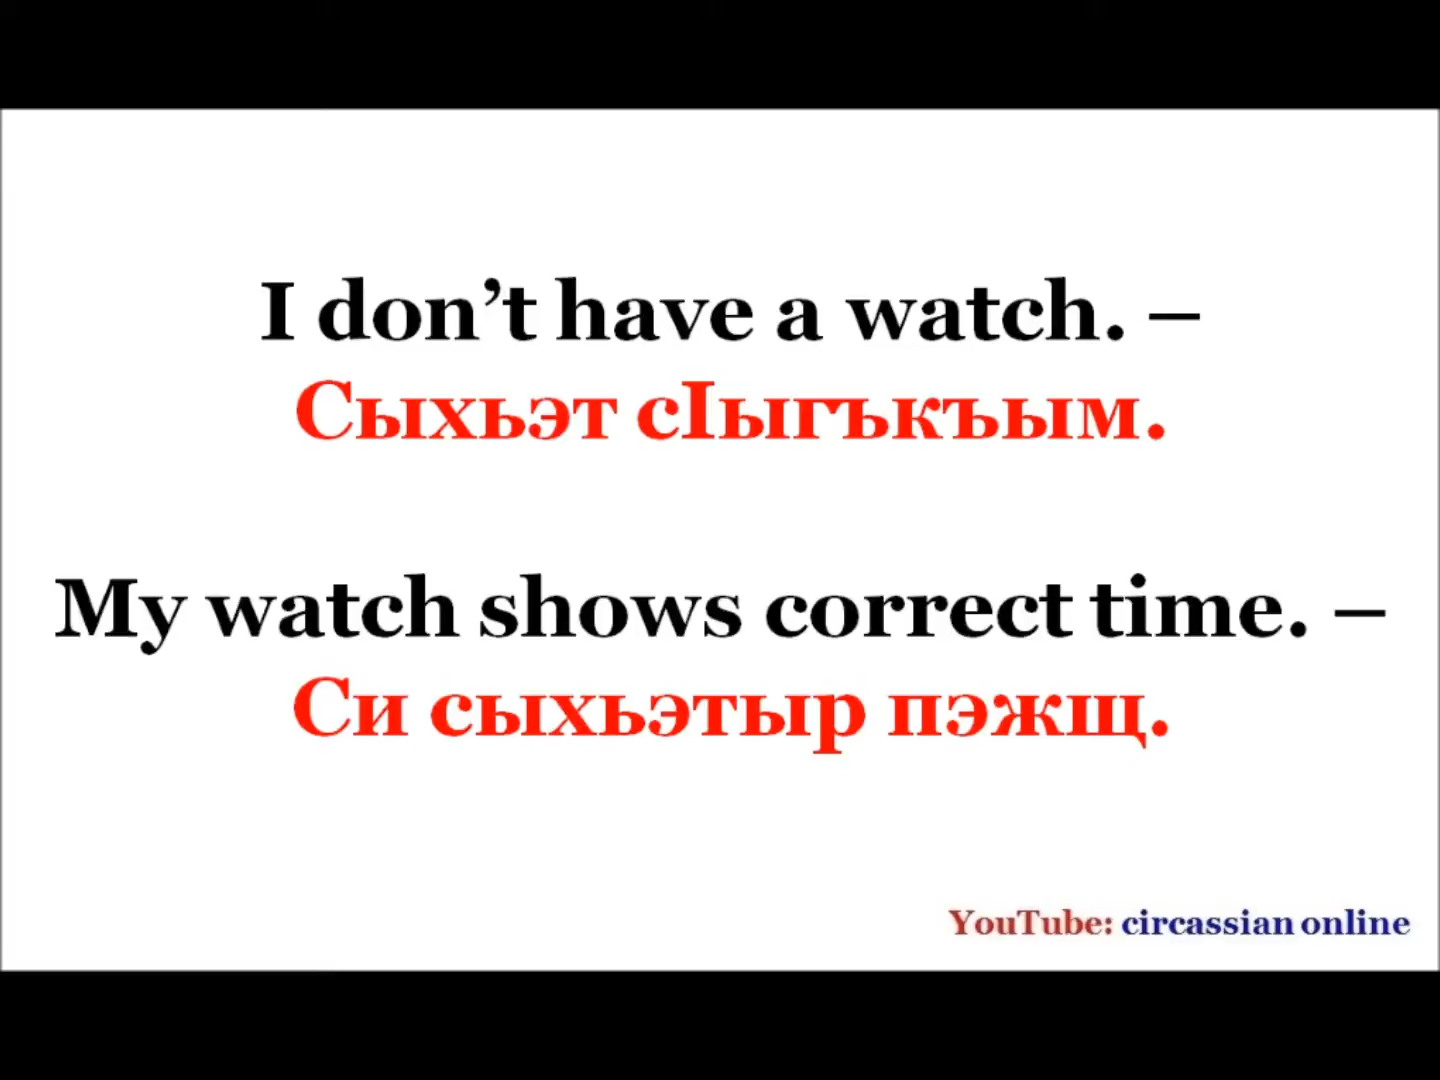 I don’t have a watch. –
Сыхьэт сIыгъкъым.
My watch shows correct time. –
Си сыхьэтыр пэжщ.
YouTube: circassian online